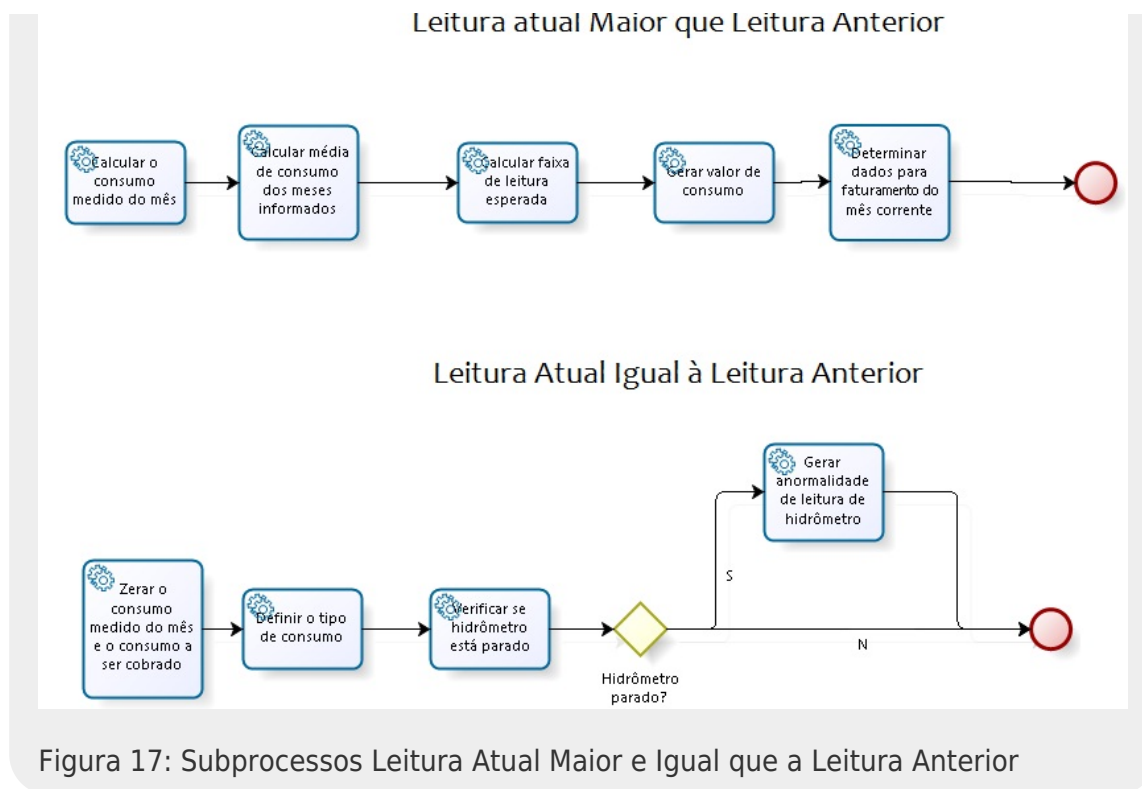 Leitura atual Maior que Leitura Anterior
Calcular o
consumo
medido do mês
Calcular média
de consumo
dos meses
informados
Calcular faixa
de leitura
esperada
Gerar valor de
consumo
Determinar
dados para
faturamento do
mês corrente
Leitura Atual Igual à Leitura Anterior
Zerar o
consumo
medido do mês
e o consumo a
ser cobrado
Definir o tipo
de consumo
Verificar se
hidrômetro
está parado
Hidrômetro
parado?
S
Gerar
anormalidade
de leitura de
hidrômetro
N
Figura 17: Subprocessos Leitura Atual Maior e Igual que a Leitura Anterior